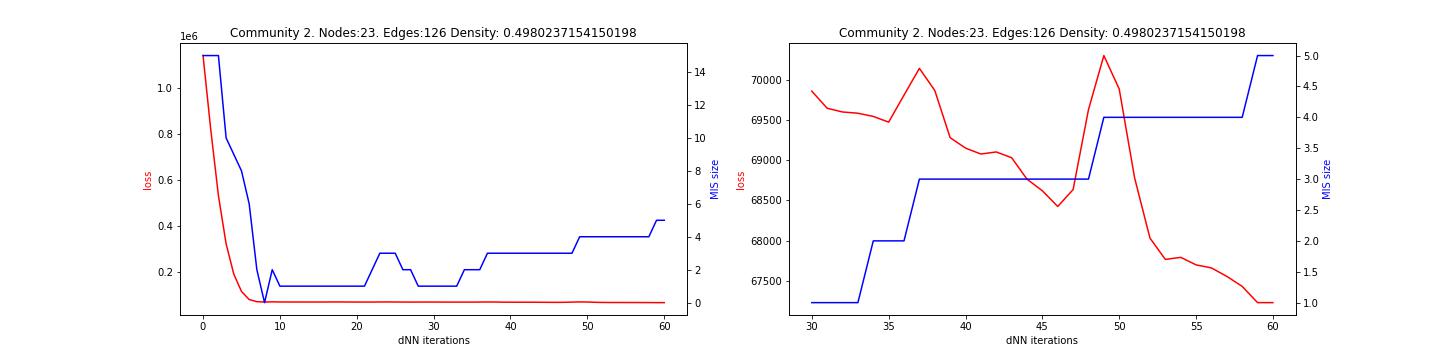 Community 2. Nodes:23. Edges:126 Density: 0.4980237154150198
1e6
1.0
0.8
0.6
0.4
0.2
loss
14
12
10
8
6
4
2
0
MIS size
0 10 20 30 40 50 60
dNN iterations
Community 2. Nodes:23. Edges:126 Density: 0.4980237154150198
70000
69500
69000
68500
68000
67500
loss
5.0
4.5
4.0
3.5
3.0
2.5
2.0
1.5
1.0
MIS size
30 35 40 45 50 55 60
dNN iterations